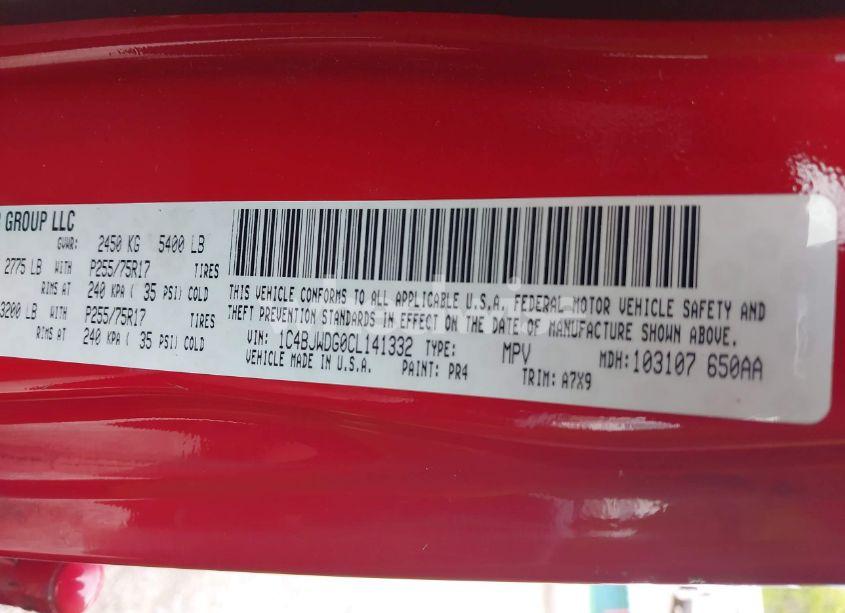 GROUP LLC
GVWR: 2450 KG 5400 LB
2775 LB WITH P255/75R17 TIRES
RIMS AT 240 KPA ( 35 PSI) COLD
3200 LB WITH P255/75R17 TIRES
RIMS AT 240 KPA ( 35 PSI) COLD
THIS VEHICLE CONFORMS TO ALL APPLICABLE U.S.A. FEDERAL MOTOR VEHICLE SAFETY AND
THEFT PREVENTION STANDARDS IN EFFECT ON THE DATE OF MANUFACTURE SHOWN ABOVE.
VIN: 1C4BJWDG0CL141332 TYPE: MPV MDH: 103107 650AA
VEHICLE MADE IN U.S.A. PAINT: PR4 TRIM: A7X9